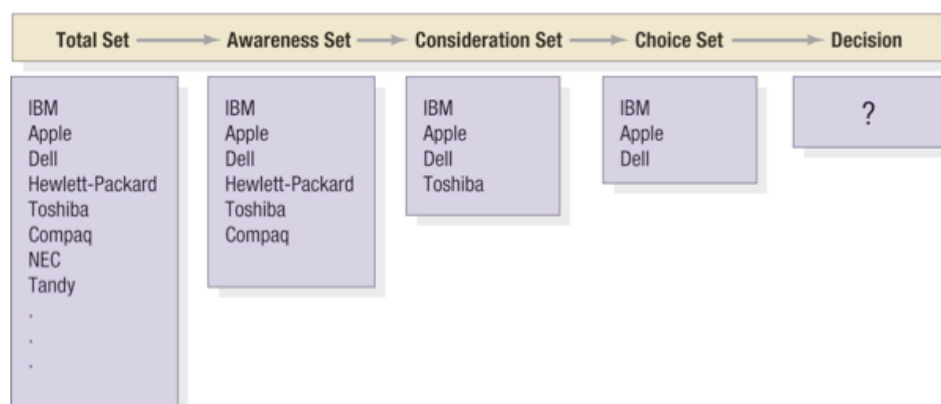 Total Set Awareness Set Consideration Set Choice Set Decision
IBM
Apple
Dell
Hewlett-Packard
Toshiba
Compaq
NEC
Tandy
.
.
.
IBM
Apple
Dell
Hewlett-Packard
Toshiba
Compaq
IBM
Apple
Dell
Toshiba
IBM
Apple
Dell
?